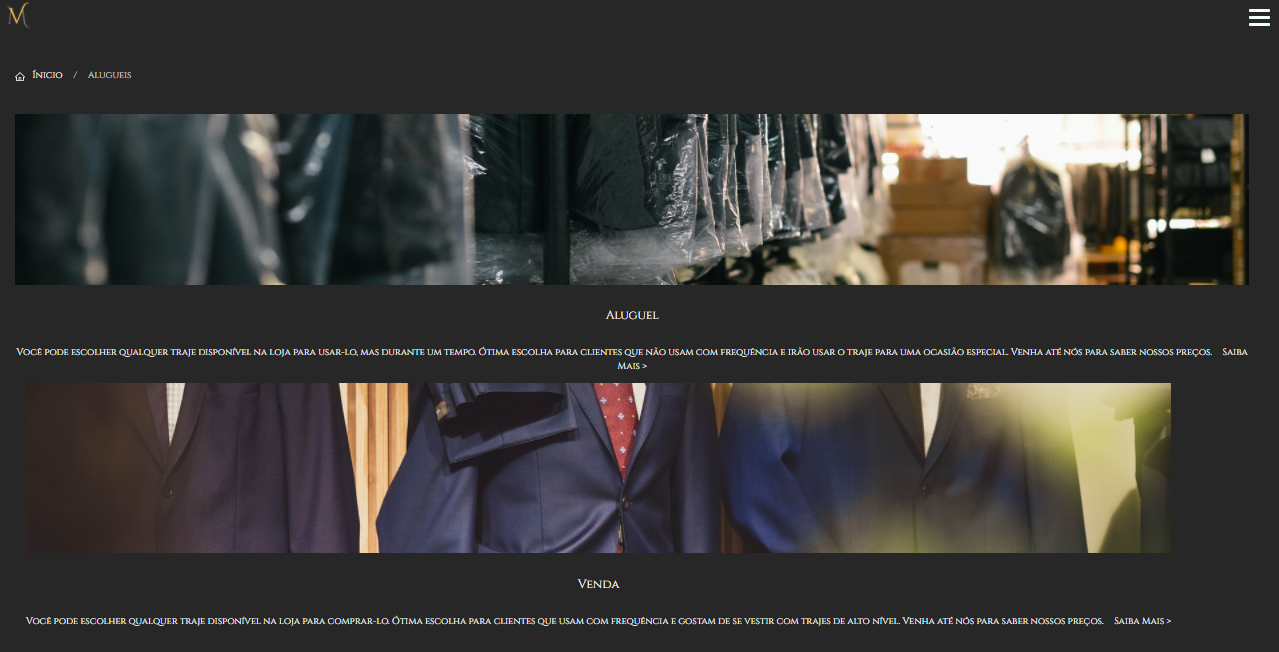 M
Ínicio / Alugueis
Aluguel
Você pode escolher qualquer traje disponível na loja para usar-lo, mas durante um tempo. Ótima escolha para clientes que não usam com frequência e irão usar o traje para uma ocasião especial. Venha até nós para saber nossos preços. Saiba
Mais >
Venda
Você pode escolher qualquer traje disponível na loja para comprar-lo. Ótima escolha para clientes que usam com frequência e gostam de se vestir com trajes de alto nível. Venha até nós para saber nossos preços. Saiba Mais >